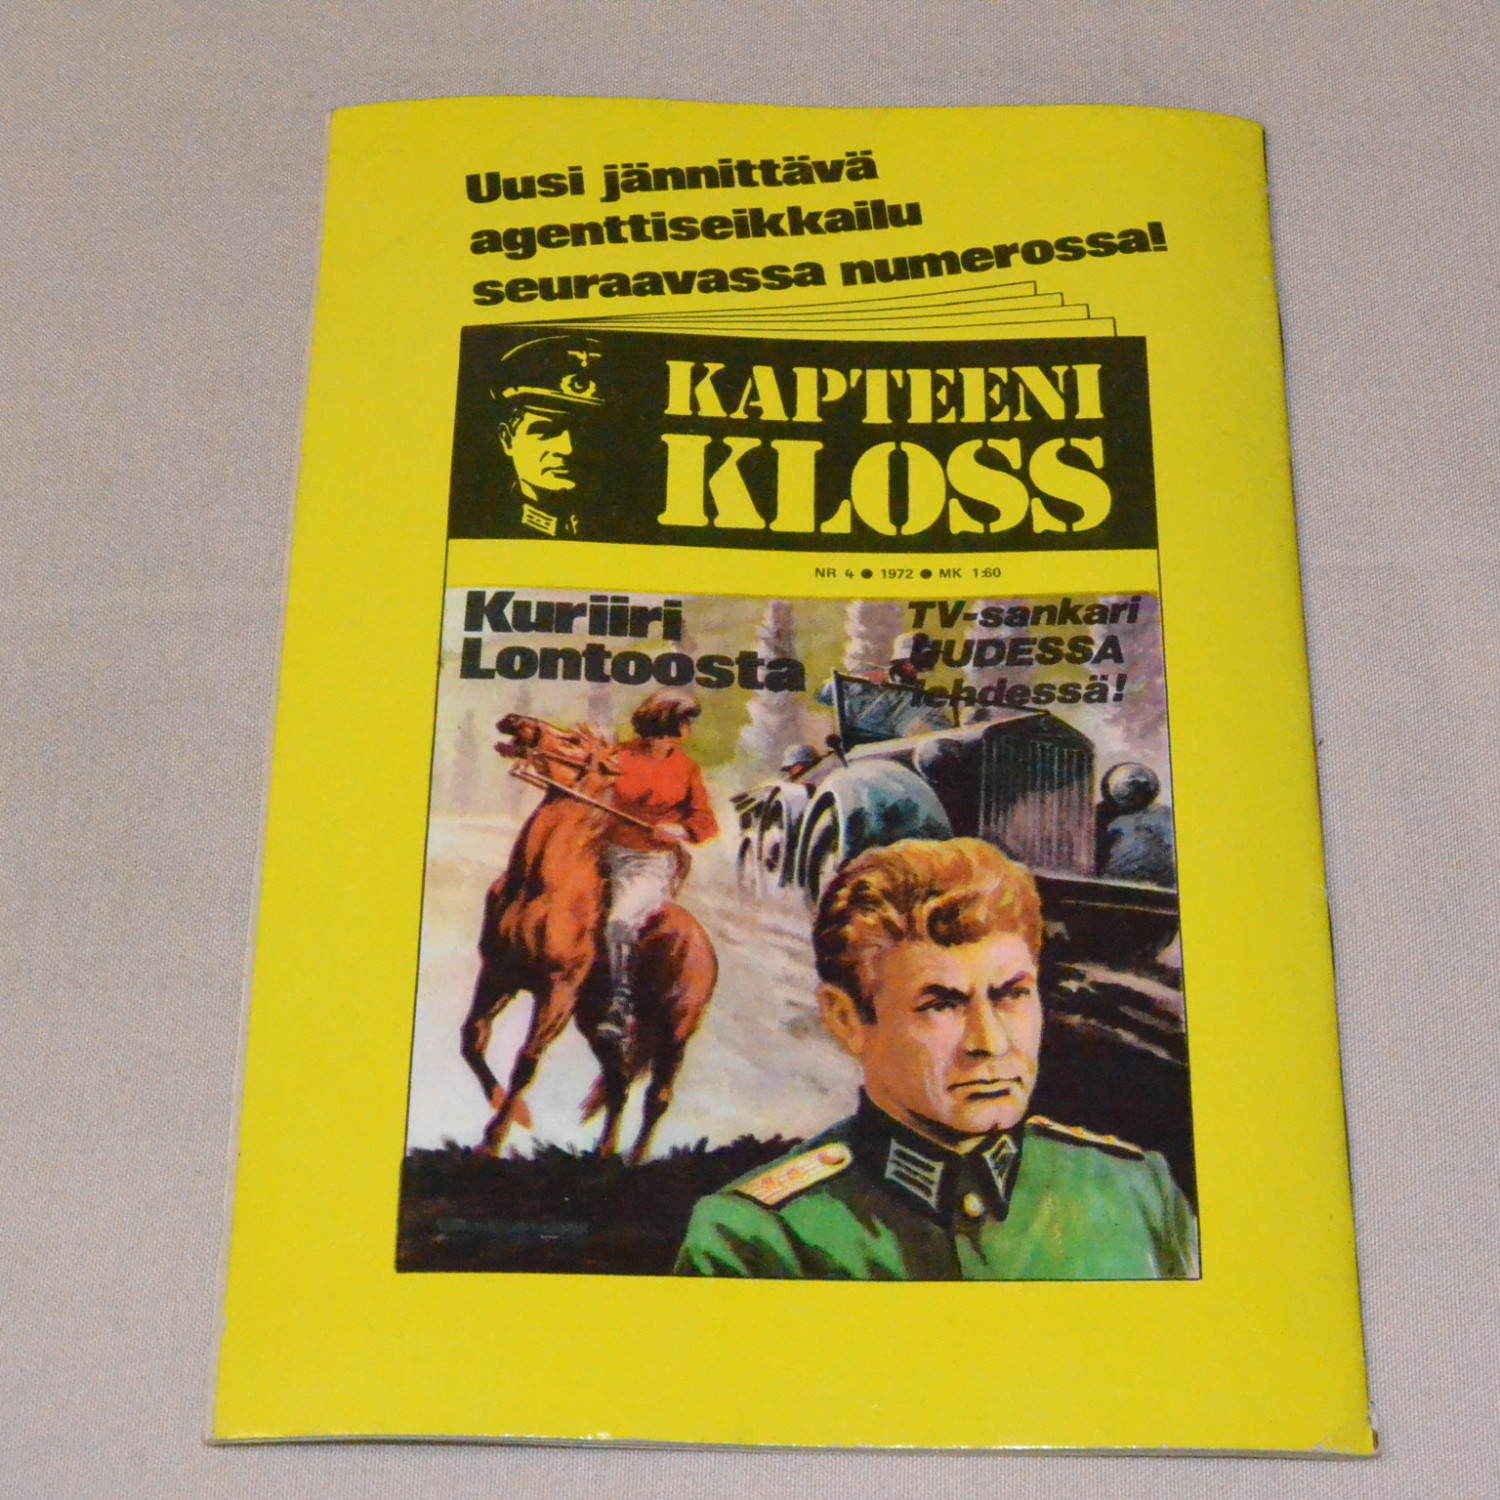 Uusi jännittävä
agenttiseikkailu
seuraavassa numerossa!
KAPTEENI
KLOSS
NR 4 ● 1972 ● MK 1:60
Kuriiri
Lontoosta
TV-sankari
UUDESSA
lehdessä!